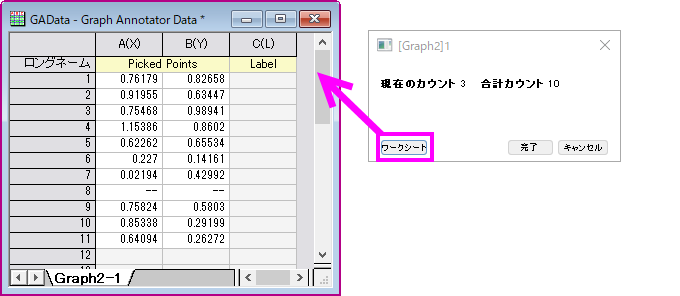 GAData - Graph Annotator Data *
A(X) B(Y) C(L)
ロングネーム Picked Points Label
1 0.76179 0.82658
2 0.91955 0.63447
3 0.75468 0.98941
4 1.15386 0.8602
5 0.62262 0.65534
6 0.227 0.14161
7 0.02194 0.42992
8 -- --
9 0.75824 0.5803
10 0.85338 0.29199
11 0.64094 0.26272
12
Graph2-1
[Graph2]1
現在のカウント 3 合計カウント 10
ワークシート 完了 キャンセル